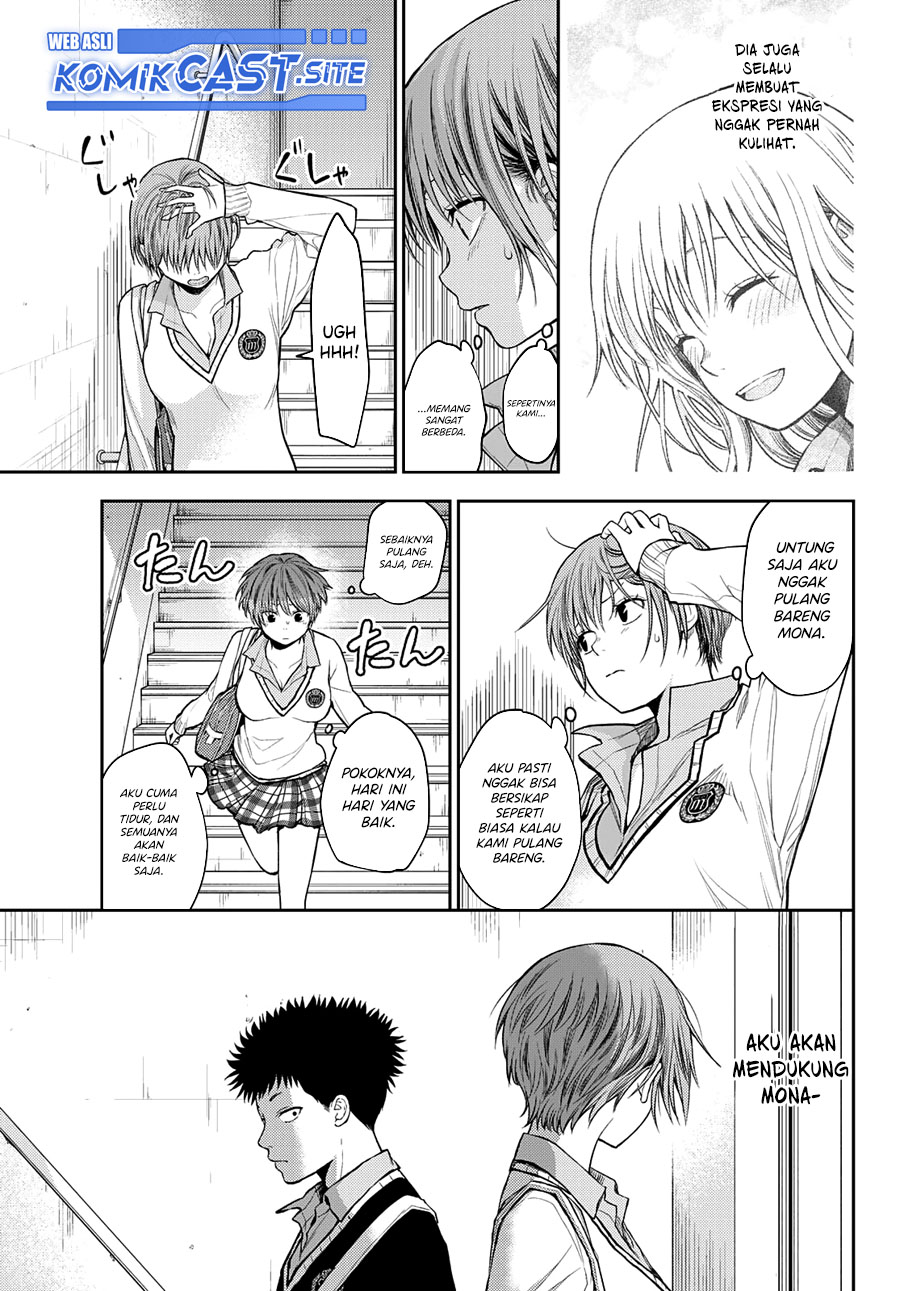 WEB ASLI
KOMIKCAST.SITE
DIA JUGA
SELALU
MEMBUAT
EKSPRESI YANG
NGGAK PERNAH
KULIHAT.
SEPERTINYA
KAMI...
...MEMANG
SANGAT
BERBEDA.
ぐしゃ
ぐしゃ
UGH
HHH!
UNTUNG
SAJA AKU
NGGAK
PULANG
BARENG
MONA.
AKU PASTI
NGGAK BISA
BERSIKAP
SEPERTI
BIASA KALAU
KAMI PULANG
BARENG.
SEBAIKNYA
PULANG
SAJA, DEH.
たん
たん
POKOKNYA,
HARI INI
HARI YANG
BAIK.
AKU CUMA
PERLU
TIDUR, DAN
SEMUANYA
AKAN
BAIK-BAIK
SAJA.
AKU AKAN
MENDUKUNG
MONA-